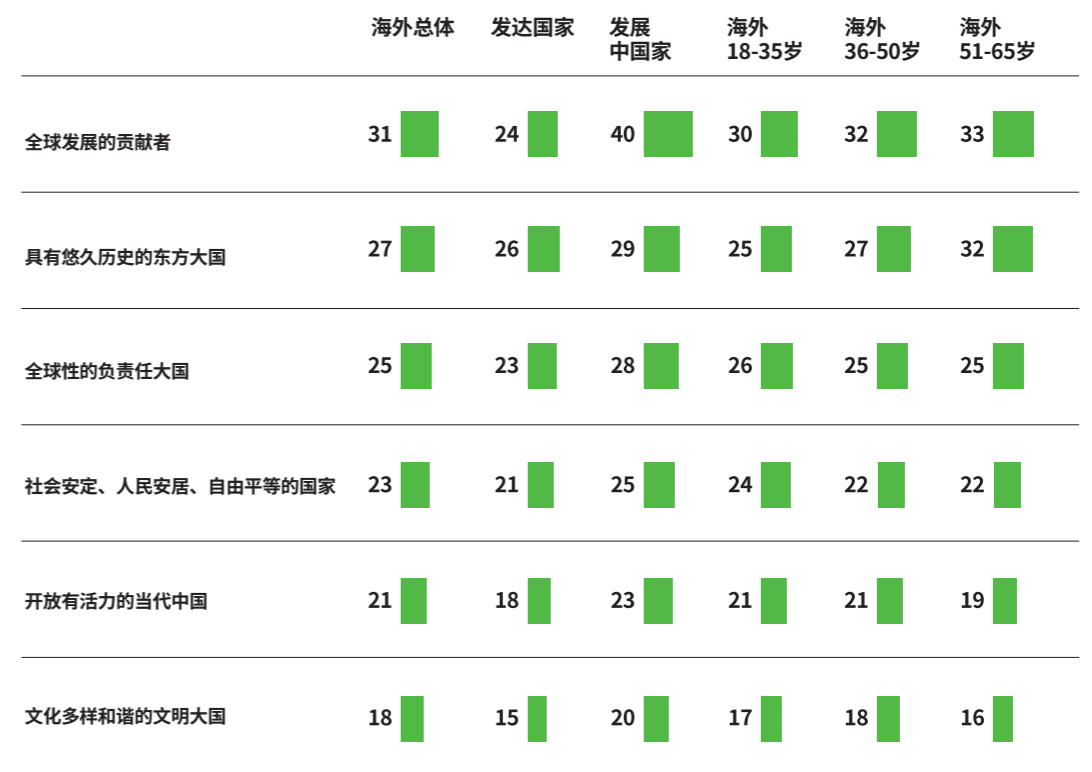 海外总体 发达国家 发展 海外 海外 海外
中国家 18-35岁 36-50岁 51-65岁
全球发展的贡献者 31 24 40 30 32 33
具有悠久历史的东方大国 27 26 29 25 27 32
全球性的负责任大国 25 23 28 26 25 25
社会安定、人民安居、自由平等的国家 23 21 25 24 22 22
开放有活力的当代中国 21 18 23 21 21 19
文化多样和谐的文明大国 18 15 20 17 18 16